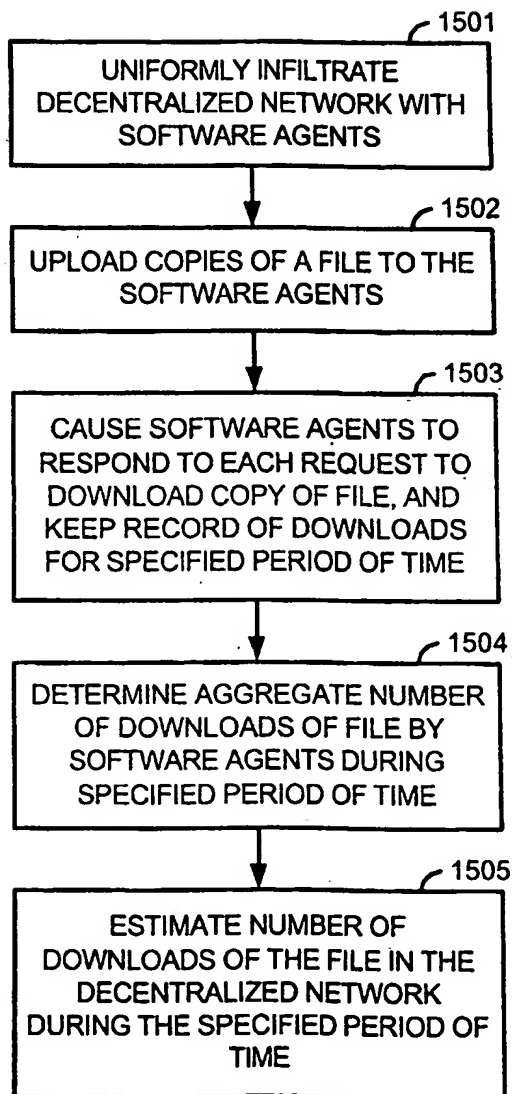 1501
UNIFORMLY INFILTRATE
DECENTRALIZED NETWORK WITH
SOFTWARE AGENTS
1502
UPLOAD COPIES OF A FILE TO THE
SOFTWARE AGENTS
1503
CAUSE SOFTWARE AGENTS TO
RESPOND TO EACH REQUEST TO
DOWNLOAD COPY OF FILE, AND
KEEP RECORD OF DOWNLOADS
FOR SPECIFIED PERIOD OF TIME
1504
DETERMINE AGGREGATE NUMBER
OF DOWNLOADS OF FILE BY
SOFTWARE AGENTS DURING
SPECIFIED PERIOD OF TIME
1505
ESTIMATE NUMBER OF
DOWNLOADS OF THE FILE IN THE
DECENTRALIZED NETWORK
DURING THE SPECIFIED PERIOD OF
TIME